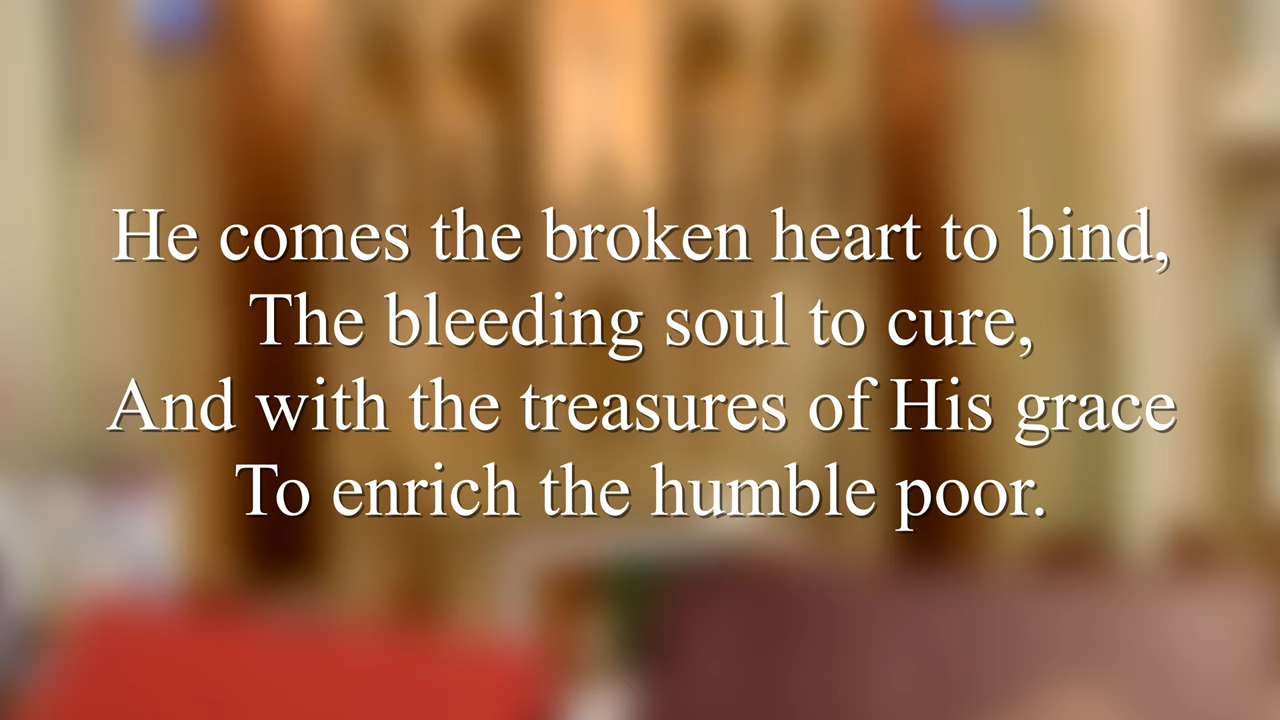 He comes the broken heart to bind,
The bleeding soul to cure,
And with the treasures of His grace
To enrich the humble poor.